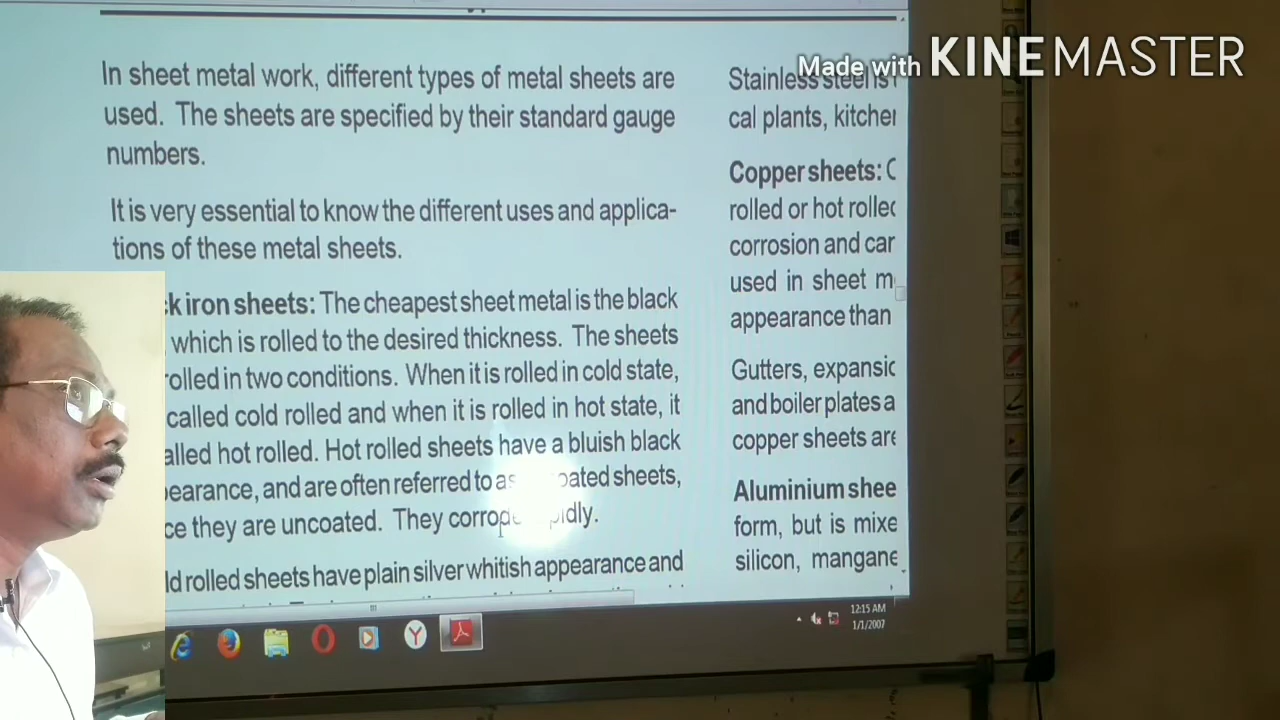 Made with KINEMASTER
In sheet metal work, different types of metal sheets are
used. The sheets are specified by their standard gauge
numbers.
It is very essential to know the different uses and applica-
tions of these metal sheets.
k iron sheets: The cheapest sheet metal is the black
which is rolled to the desired thickness. The sheets
olled in two conditions. When it is rolled in cold state,
called cold rolled and when it is rolled in hot state, it
alled hot rolled. Hot rolled sheets have a bluish black
earance, and are often referred to as oated sheets,
ce they are uncoated. They corrode rapidly.
ld rolled sheets have plain silver whitish appearance and
Stainless
cal plants, kitchen
Copper sheets: C
rolled or hot rolled
corrosion and can
used in sheet m
appearance than
Gutters, expansio
and boiler plates a
copper sheets are
Aluminium shee
form, but is mixe
silicon, mangane
12:15 AM
1/1/2007